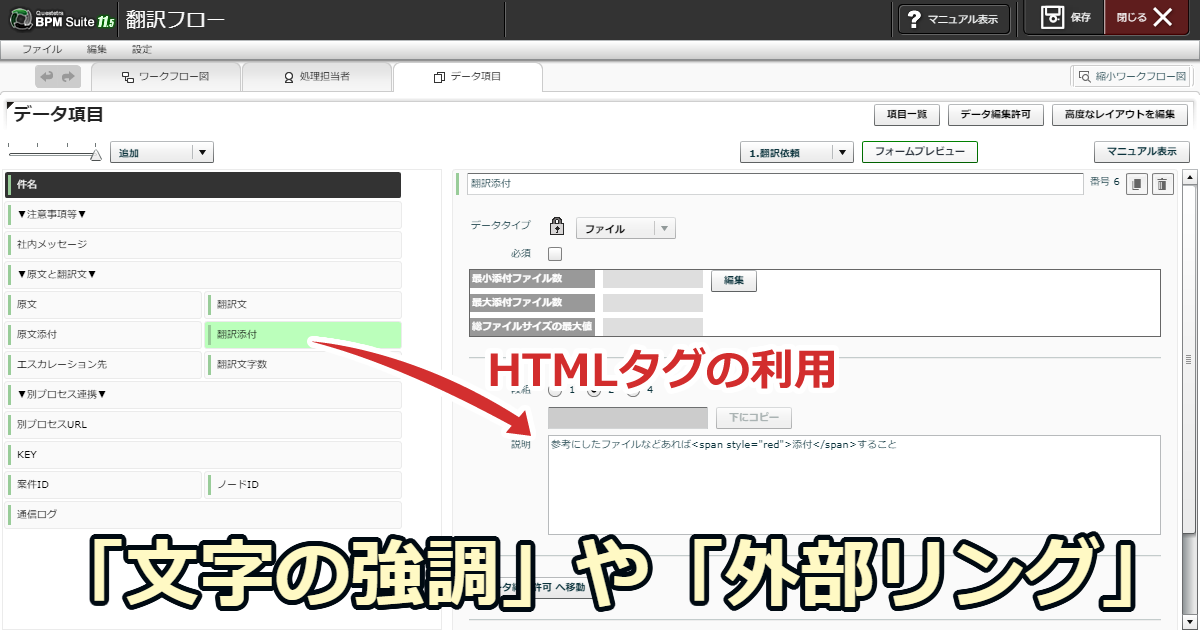 Questetra
BPM Suite 11.5
翻訳フロー
マニュアル表示
保存
閉じる
ファイル
編集
設定
ワークフロー図
処理担当者
データ項目
縮小ワークフロー図
データ項目
項目一覧
データ編集許可
高度なレイアウトを編集
追加
1.翻訳依頼
フォームプレビュー
マニュアル表示
件名
▼注意事項等▼
社内メッセージ
▼原文と翻訳文▼
原文
翻訳文
原文添付
翻訳添付
エスカレーション先
翻訳文字数
▼別プロセス連携▼
別プロセスURL
KEY
案件ID
ノードID
通信ログ
翻訳添付
番号 6
データタイプ
ファイル
必須
最小添付ファイル数
編集
最大添付ファイル数
総ファイルサイズの最大値
HTMLタグの利用
1
2
4
下にコピー
説明
参考にしたファイルなどあれば<span style="red">添付</span>すること
許可 へ移動
「文字の強調」や「外部リング」